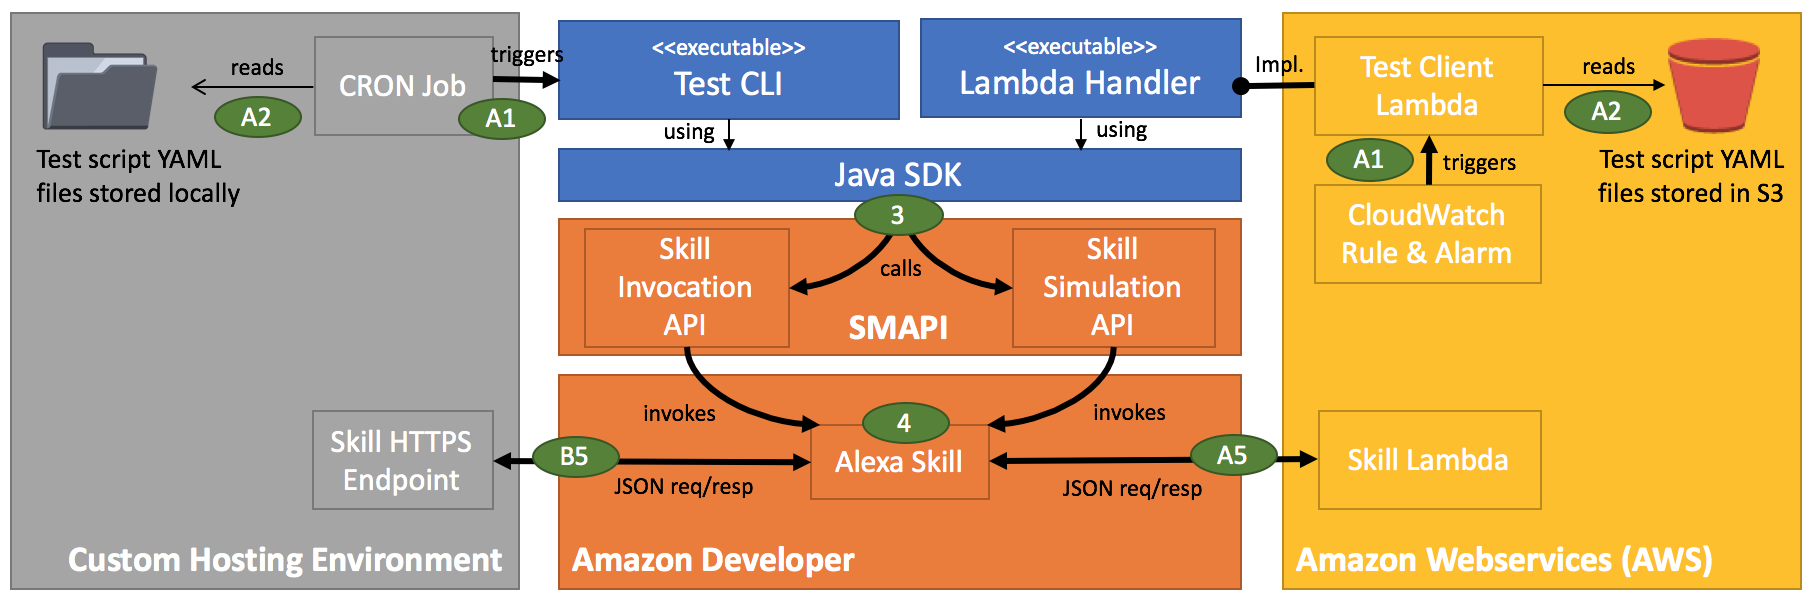 reads
A2
CRON Job
triggers
A1
Test script YAML
files stored locally
<<executable>>
Test CLI
<<executable>>
Lambda Handler
using
using
Java SDK
Impl.
Test Client
Lambda
reads
A2
A1
triggers
Test script YAML
files stored in S3
CloudWatch
Rule & Alarm
3
calls
Skill
Invocation
API
SMAPI
Skill
Simulation
API
invokes
invokes
4
Alexa Skill
Skill HTTPS
Endpoint
B5
JSON req/resp
A5
JSON req/resp
Skill Lambda
Custom Hosting Environment
Amazon Developer
Amazon Webservices (AWS)